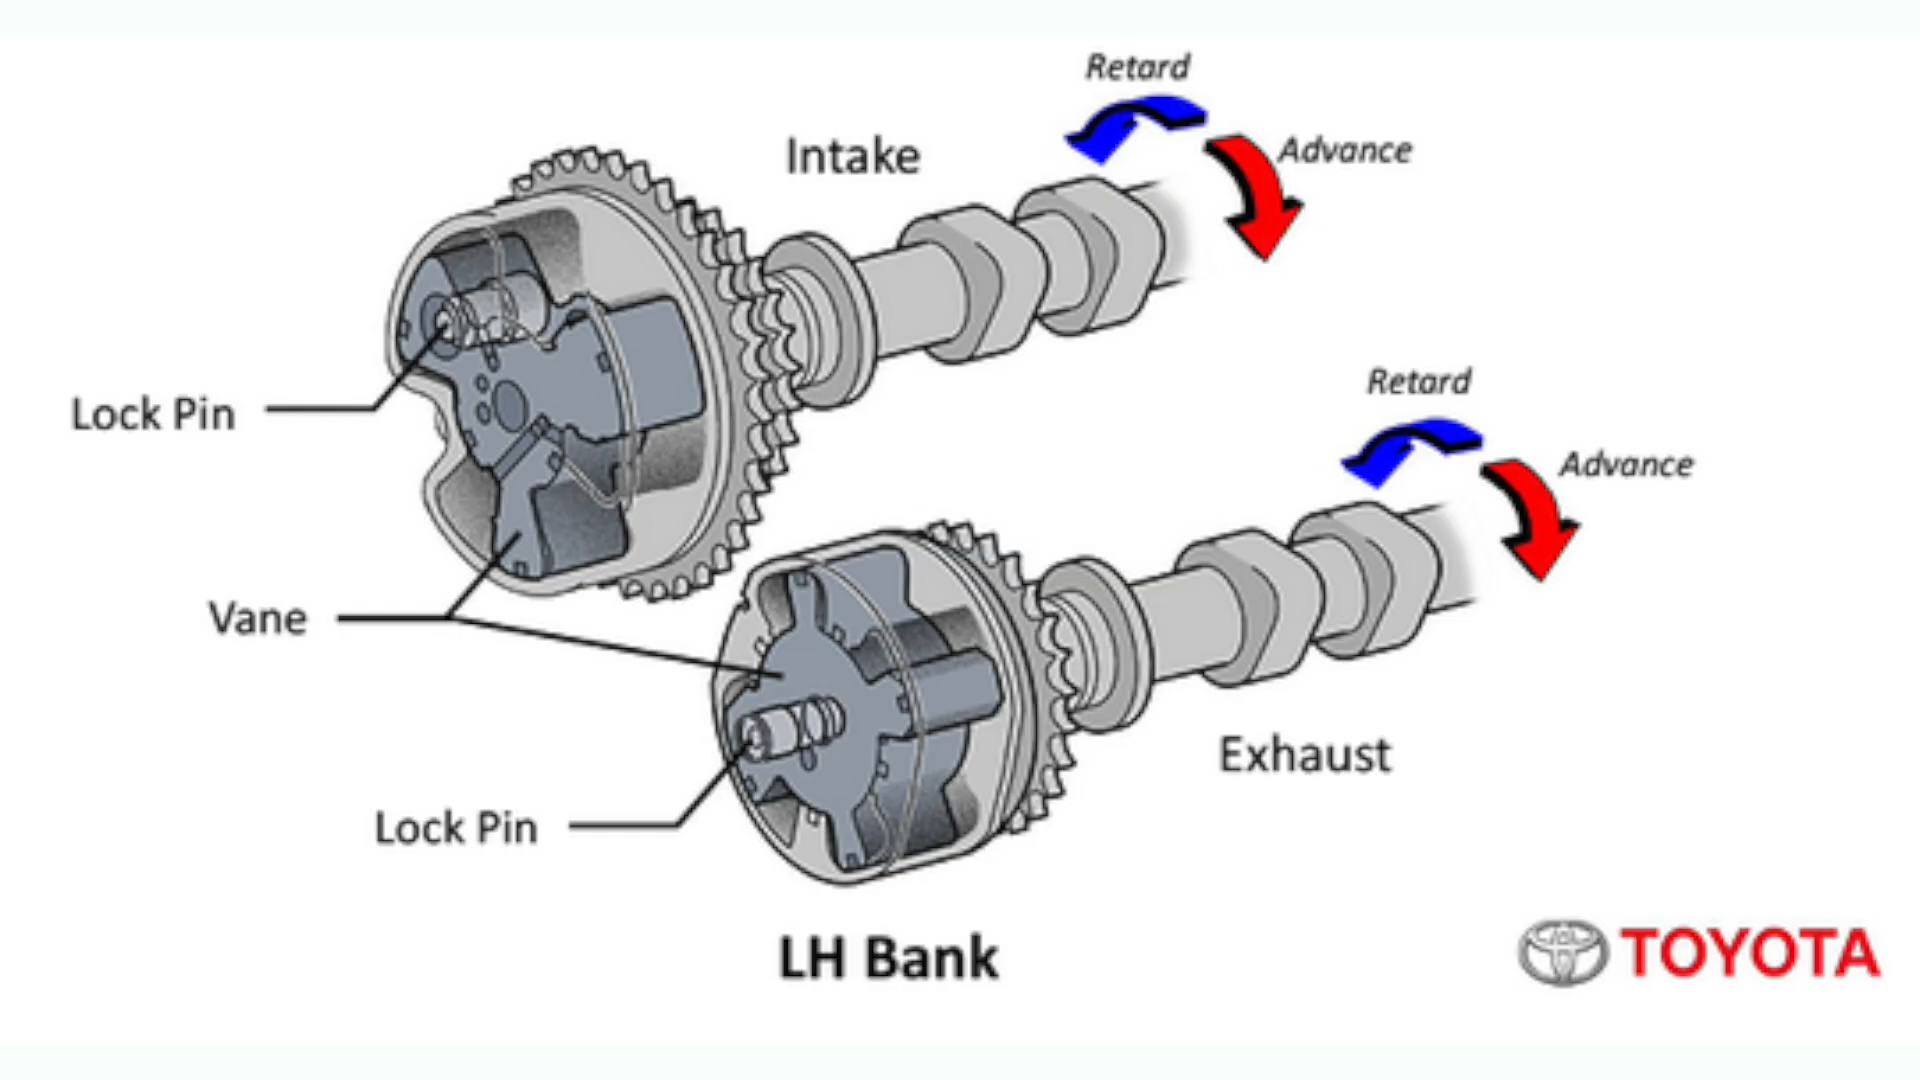 Retard
Intake
Advance
Retard
Lock Pin
Advance
Vane
Exhaust
Lock Pin
LH Bank
TOYOTA